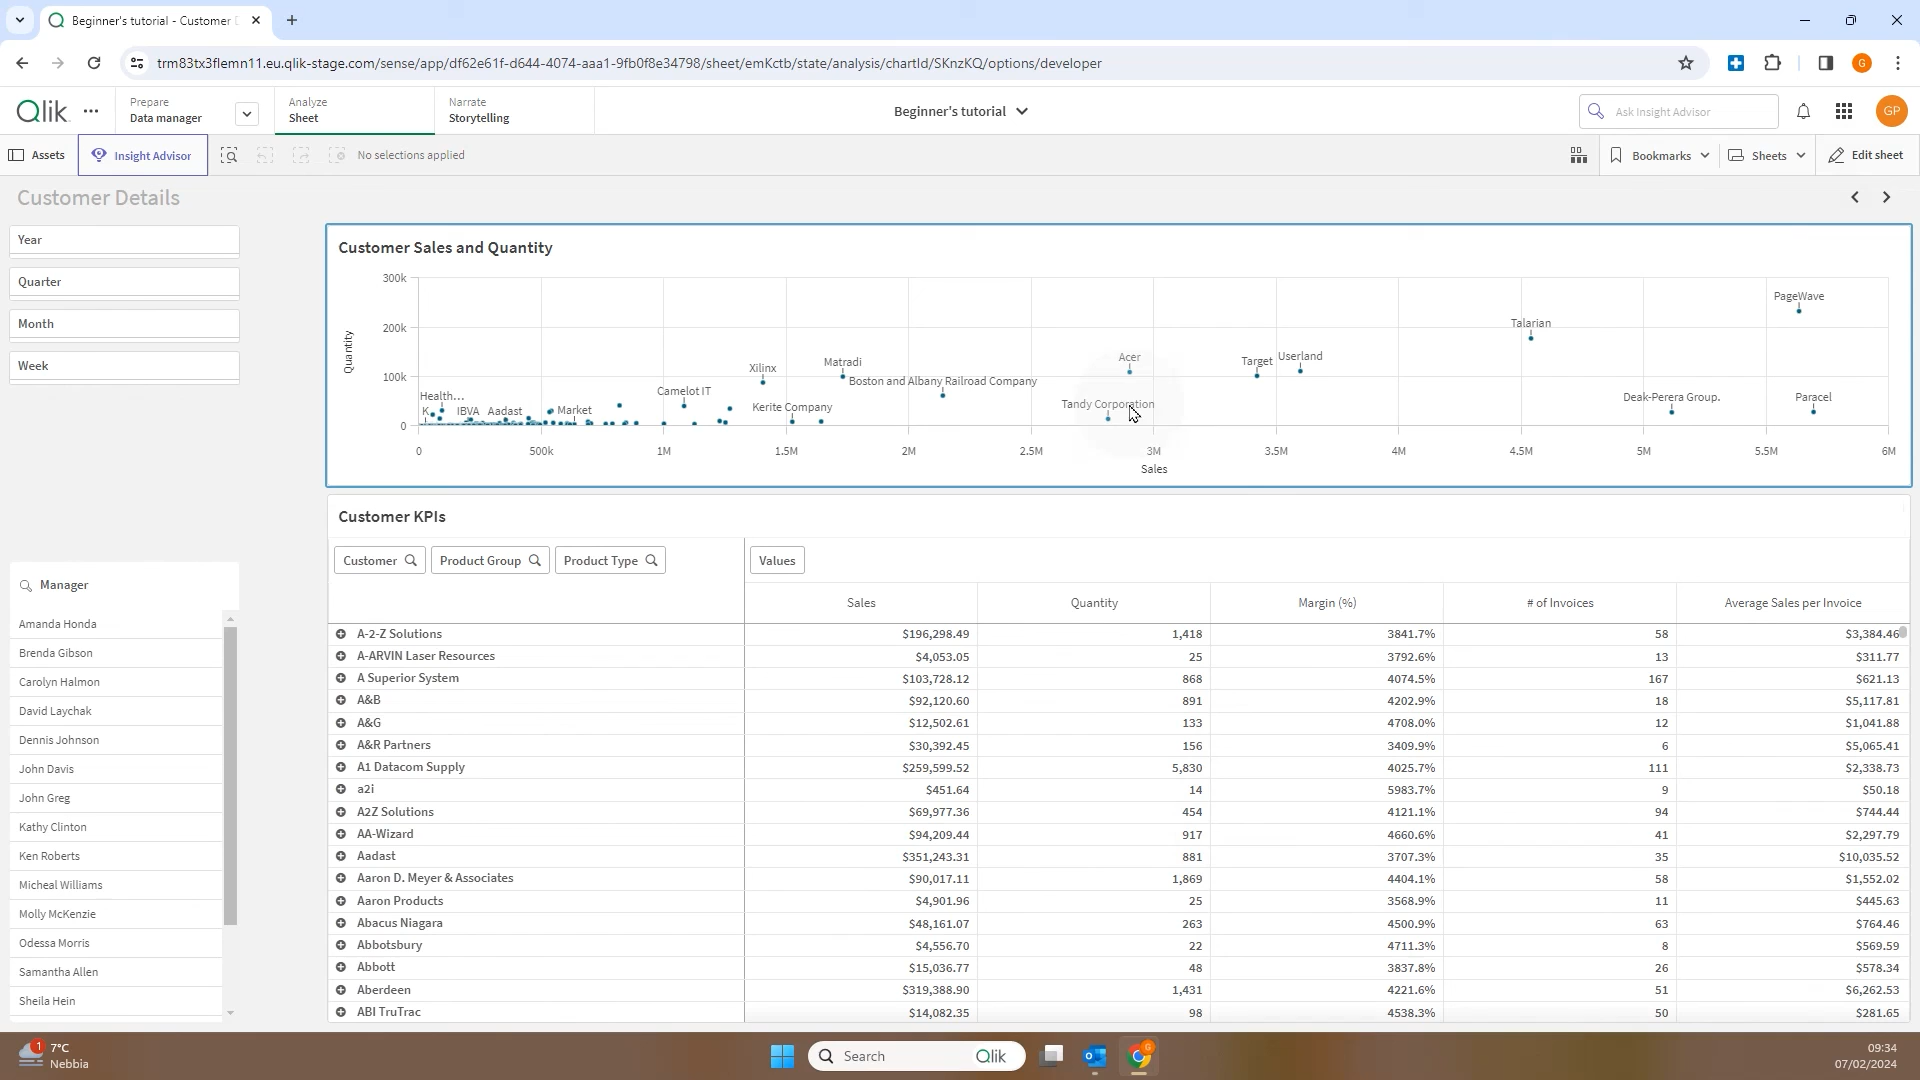 Beginner's tutorial - Customer D
trm83tx3flemn11.eu.qlik-stage.com/sense/app/df62e61f-d644-4074-aaa1-9fb0f8e34798/sheet/emKctb/state/analysis/chartId/SKnzKQ/options/developer
G
Qlik
Prepare
Data manager
Analyze
Sheet
Narrate
Storytelling
Beginner's tutorial
Ask Insight Advisor
GP
Assets
Insight Advisor
No selections applied
Bookmarks
Sheets
Edit sheet
Customer Details
Year
Quarter
Month
Week
Customer Sales and Quantity
Quantity
300k
200k
100k
0
PageWave
Talarian
Acer
Target
Userland
Matradi
Xilinx
Boston and Albany Railroad Company
Camelot IT
Health...
K...
IBVA
Aadast
Market
Kerite Company
Tandy Corporation
Deak-Perera Group.
Paracel
0
500k
1M
1.5M
2M
2.5M
3M
3.5M
4M
4.5M
5M
5.5M
6M
Sales
Manager
Amanda Honda
Brenda Gibson
Carolyn Halmon
David Laychak
Dennis Johnson
John Davis
John Greg
Kathy Clinton
Ken Roberts
Micheal Williams
Molly McKenzie
Odessa Morris
Samantha Allen
Sheila Hein
Customer KPIs
Customer Product Group Product Type Values
Sales Quantity Margin (%) # of Invoices Average Sales per Invoice
A-2-Z Solutions $196,298.49 1,418 3841.7% 58 $3,384.46
A-ARVIN Laser Resources $4,053.05 25 3792.6% 13 $311.77
A Superior System $103,728.12 868 4074.5% 167 $621.13
A&B $92,120.60 891 4202.9% 18 $5,117.81
A&G $12,502.61 133 4708.0% 12 $1,041.88
A&R Partners $30,392.45 156 3409.9% 6 $5,065.41
A1 Datacom Supply $259,599.52 5,830 4025.7% 111 $2,338.73
a2i $451.64 14 5983.7% 9 $50.18
A2Z Solutions $69,977.36 454 4121.1% 94 $744.44
AA-Wizard $94,209.44 917 4660.6% 41 $2,297.79
Aadast $351,243.31 881 3707.3% 35 $10,035.52
Aaron D. Meyer & Associates $90,017.11 1,869 4404.1% 58 $1,552.02
Aaron Products $4,901.96 25 3568.9% 11 $445.63
Abacus Niagara $48,161.07 263 4500.9% 63 $764.46
Abbotsbury $4,556.70 22 4711.3% 8 $569.59
Abbott $15,036.77 48 3837.8% 26 $578.34
Aberdeen $319,388.90 1,431 4221.6% 51 $6,262.53
ABI TruTrac $14,082.35 98 4538.3% 50 $281.65
1
7°C
Nebbia
Search
Qlik
G
09:34
07/02/2024